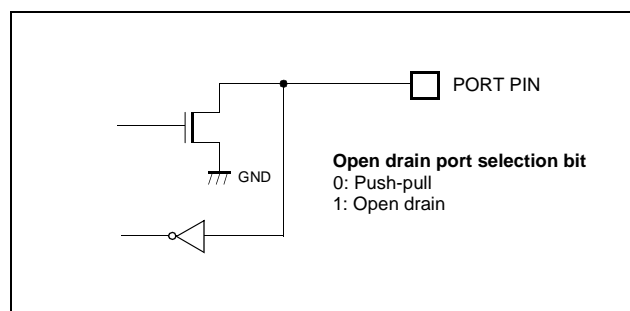 PORT PIN
GND
Open drain port selection bit
0: Push-pull
1: Open drain